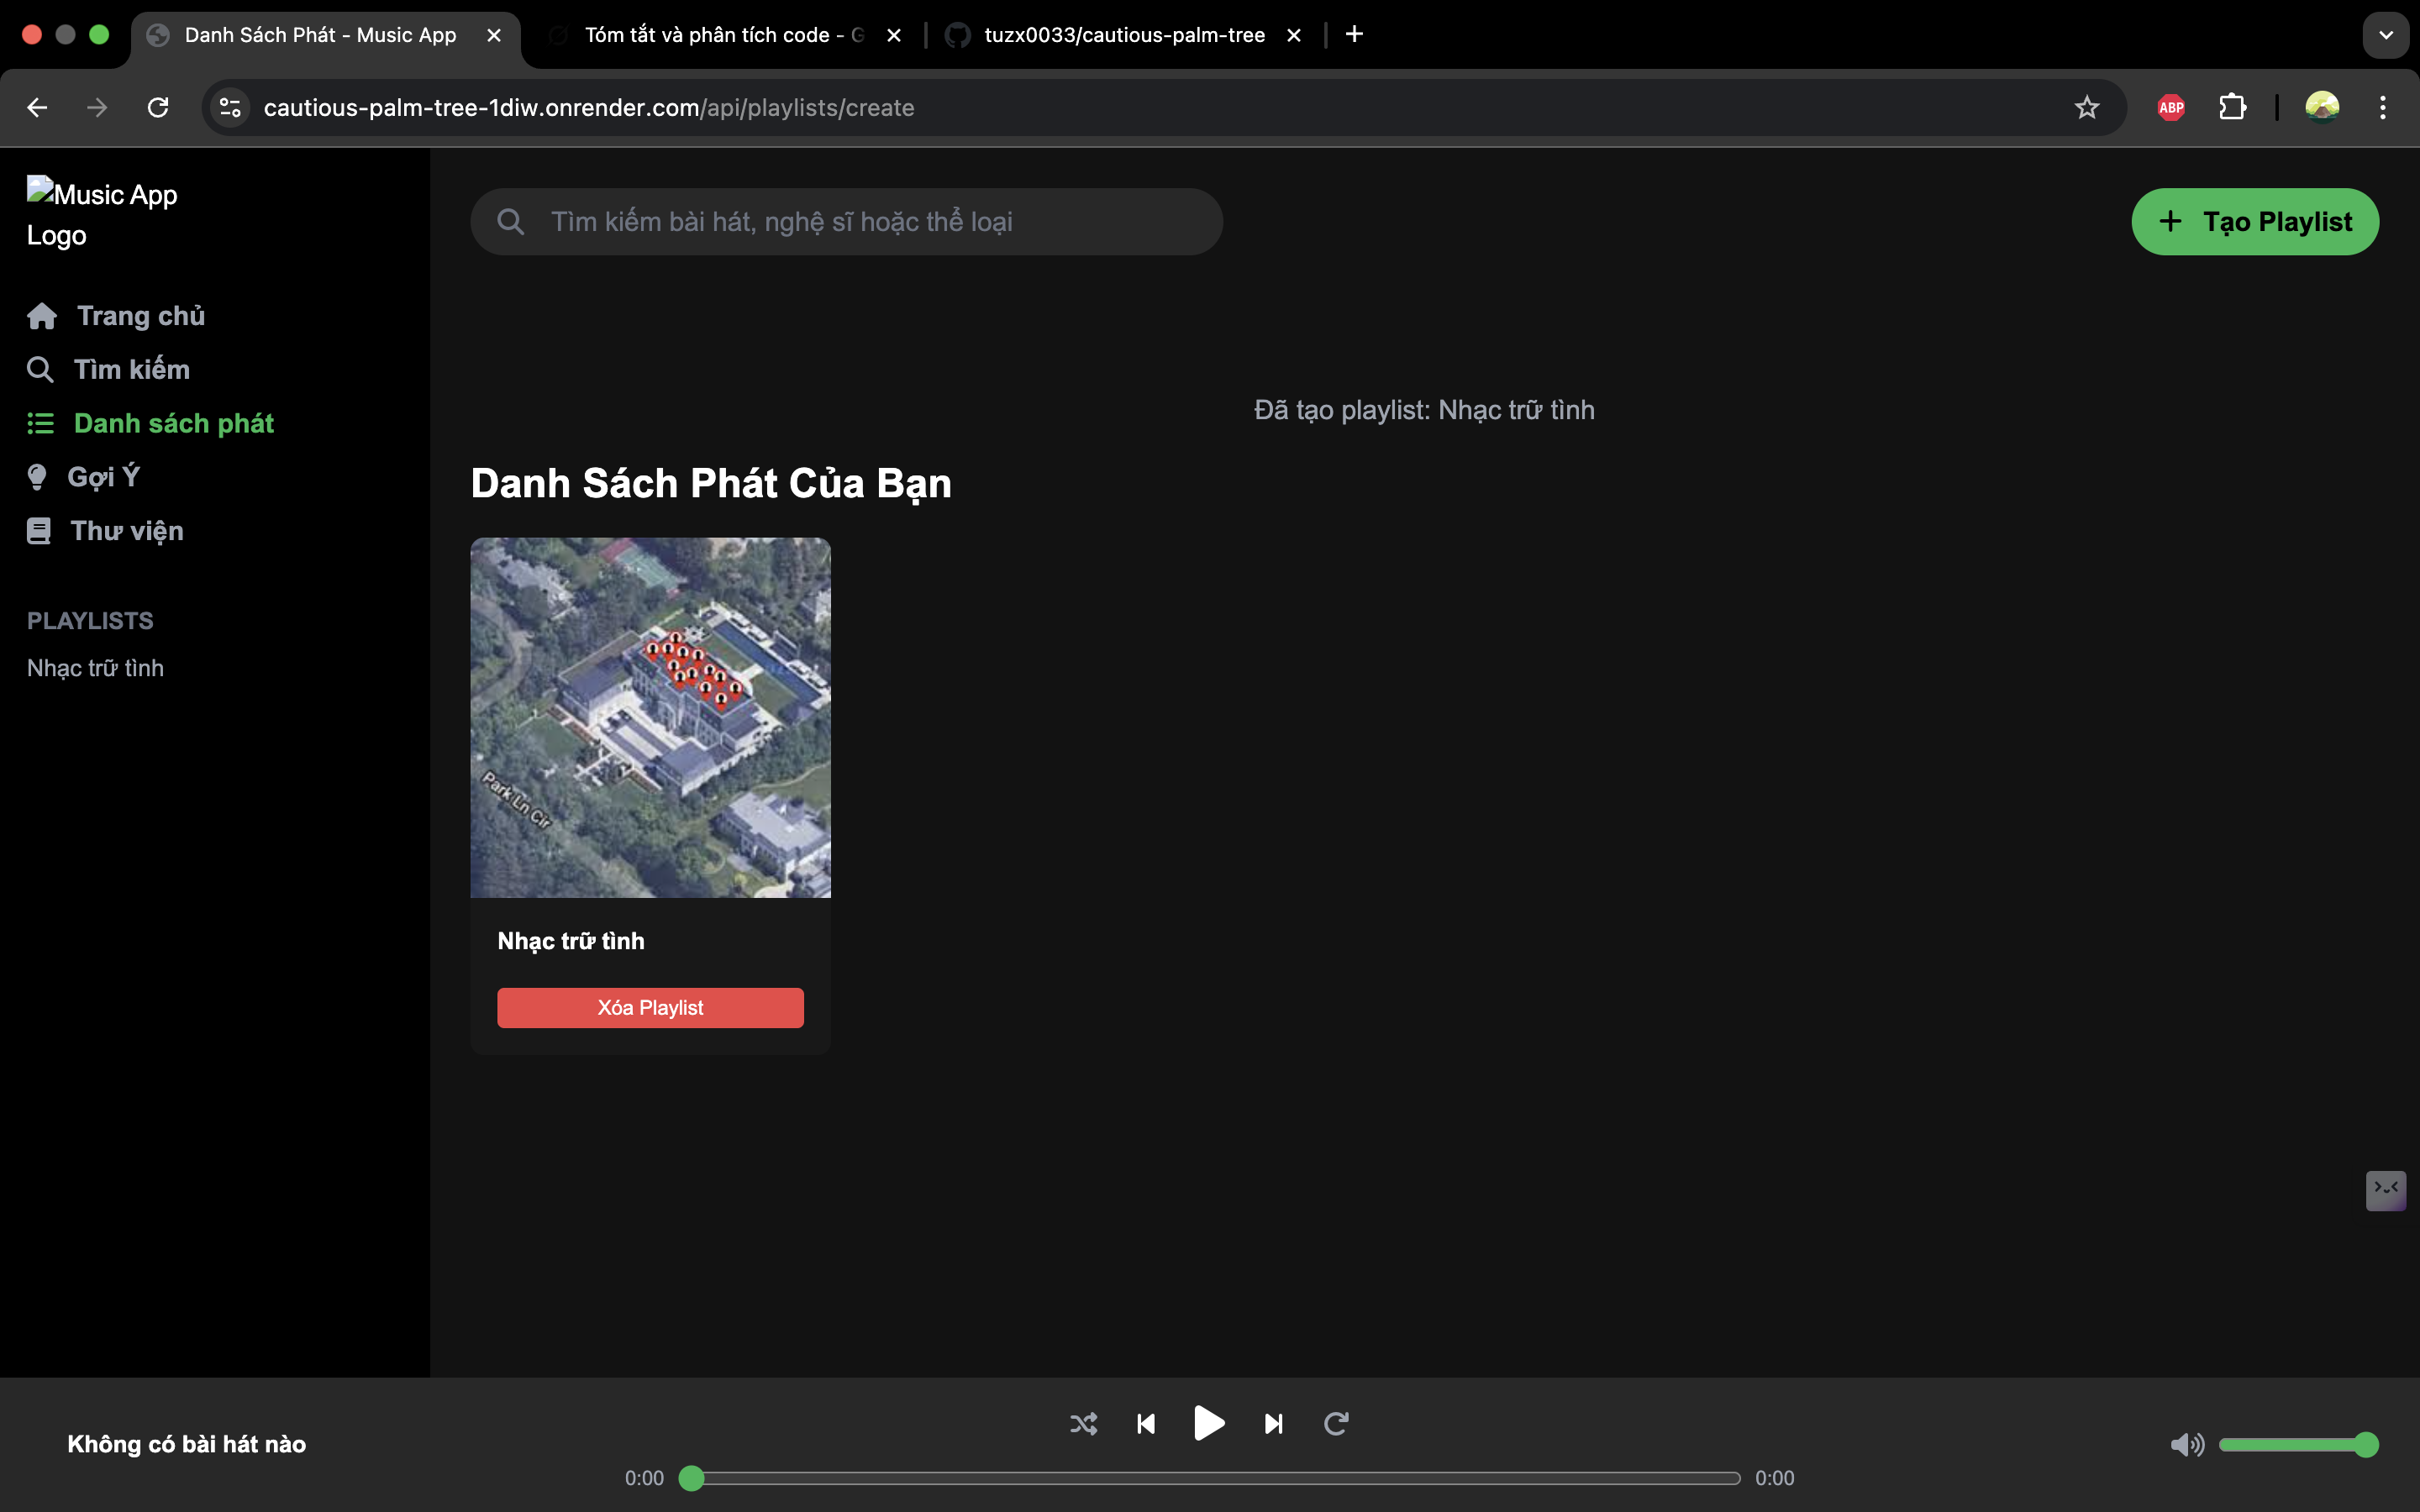 Danh Sách Phát - Music App
Tóm tắt và phân tích code - G
tuzx0033/cautious-palm-tree
cautious-palm-tree-1diw.onrender.com/api/playlists/create
ABP
Music App
Logo
Tìm kiếm bài hát, nghệ sĩ hoặc thể loại
Tạo Playlist
Trang chủ
Tìm kiếm
Danh sách phát
Gợi Ý
Thư viện
PLAYLISTS
Nhạc trữ tình
Đã tạo playlist: Nhạc trữ tình
Danh Sách Phát Của Bạn
Park Ln Cir
Nhạc trữ tình
Xóa Playlist
Không có bài hát nào
0:00
0:00